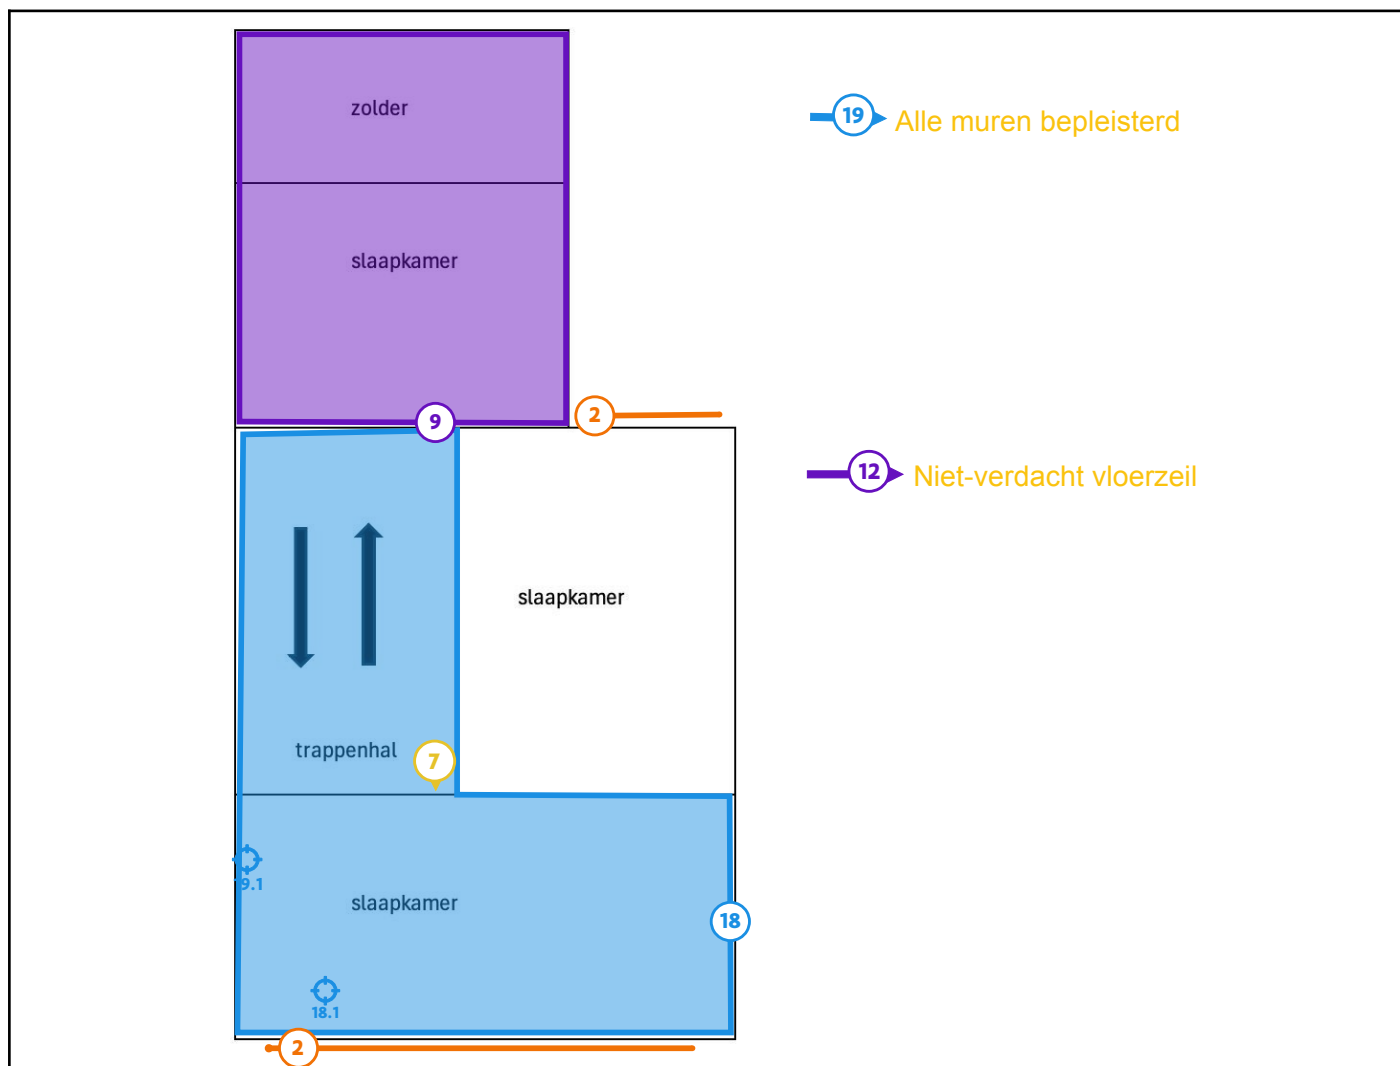 zolder
19 Alle muren bepleisterd
slaapkamer
9
2
12 Niet-verdacht vloerzeil
slaapkamer
trappenhal
7
9.1
slaapkamer
18
18.1
2